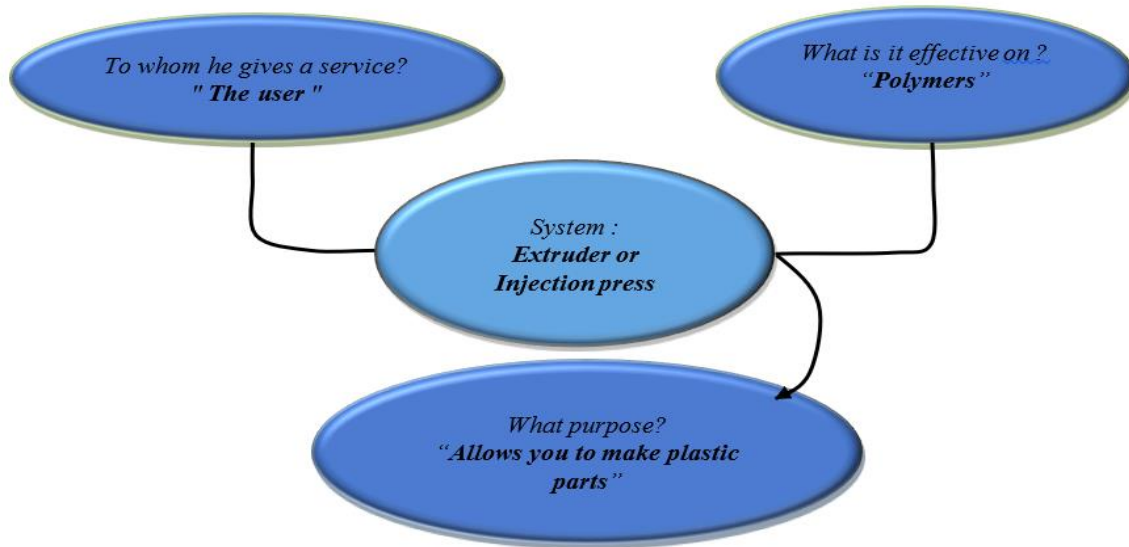 To whom he gives a service?
" The user "
What is it effective on ?
“Polymers”
System :
Extruder or
Injection press
What purpose?
“Allows you to make plastic
parts”